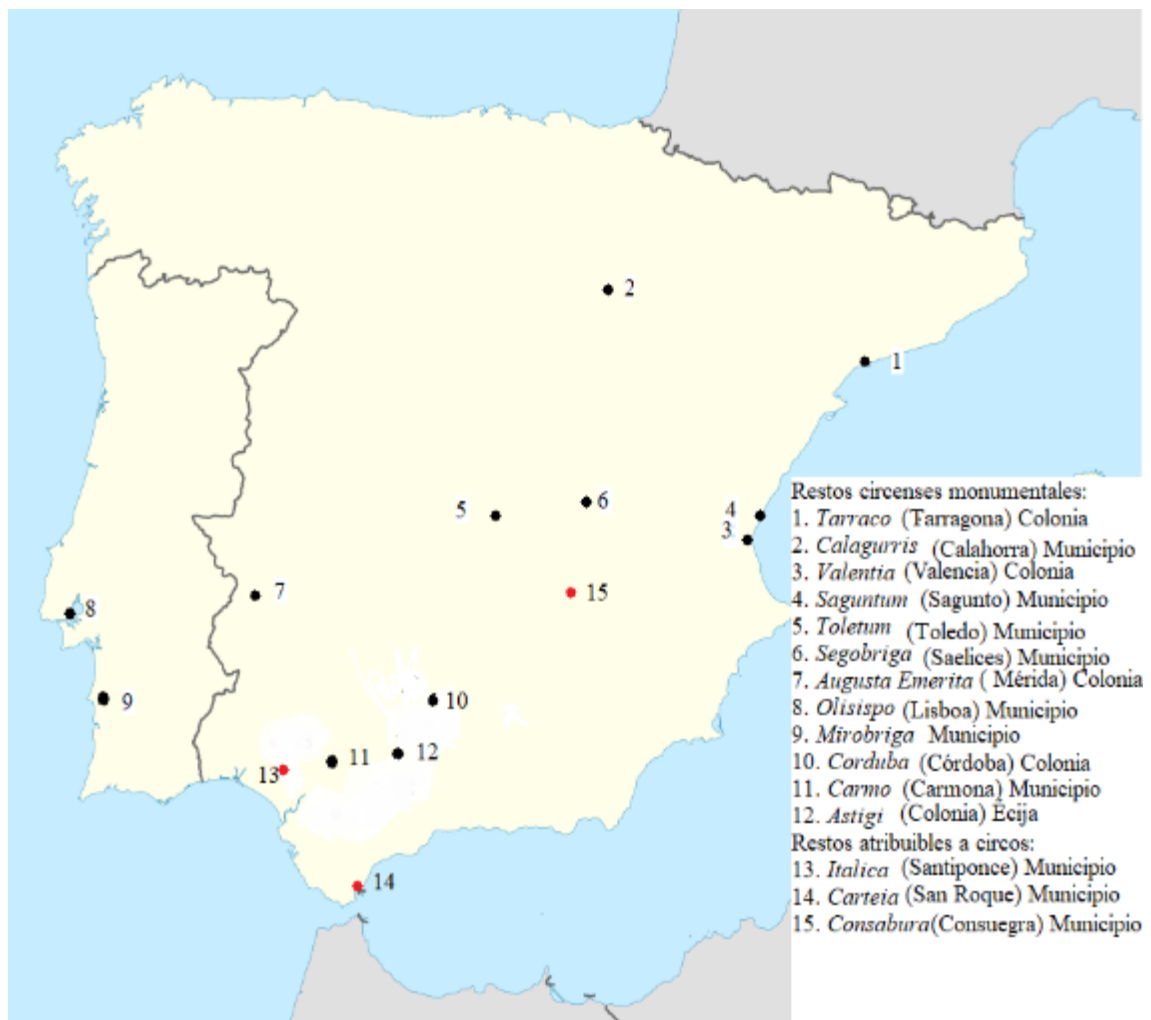 2
1
5
6
4
3
7
15
8
9
10
11
12
13
14
Restos circenses monumentales:
1. Tarraco (Tarragona) Colonia
2. Calagurris (Calahorra) Municipio
3. Valentia (Valencia) Colonia
4. Saguntum (Sagunto) Municipio
5. Toletum (Toledo) Municipio
6. Segobriga (Saelices) Municipio
7. Augusta Emerita ( Mérida) Colonia
8. Olisispo (Lisboa) Municipio
9. Mirobriga Municipio
10. Corduba (Córdoba) Colonia
11. Carmo (Carmona) Municipio
12. Astigi (Colonia) Écija
Restos atribuibles a circos:
13. Italica (Santiponce) Municipio
14. Carteia (San Roque) Municipio
15. Consabura(Consuegra) Municipio